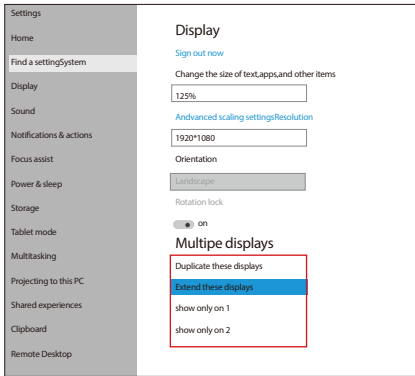 Settings
Home
Find a settingSystem
Display
Sound
Notifications & actions
Focus assist
Power & sleep
Storage
Tablet mode
Multitasking
Projecting to this PC
Shared experiences
Clipboard
Remote Desktop
Display
Sign out now
Change the size of text,apps,and other items
125%
Andvanced scaling settingsResolution
1920*1080
Orientation
Landscape
Rotation lock
on
Multipe displays
Duplicate these displays
Extend these displays
show only on 1
show only on 2